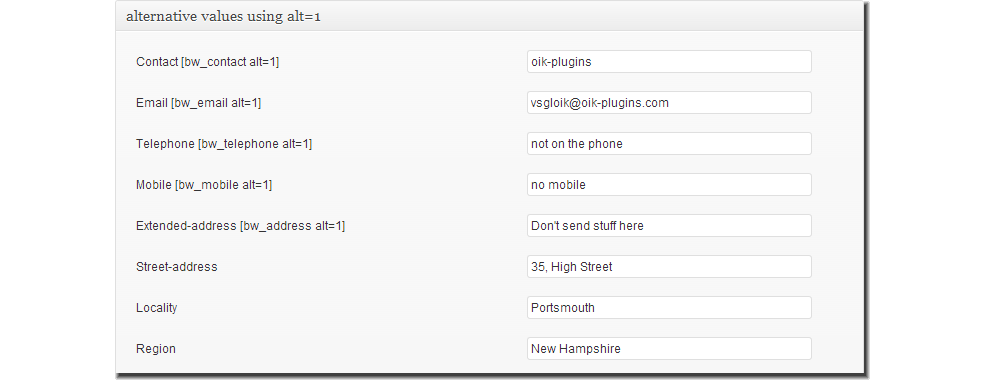 alternative values using alt=1
Contact [bw_contact alt=1] oik-plugins
Email [bw_email alt=1] vsgloik@oik-plugins.com
Telephone [bw_telephone alt=1] not on the phone
Mobile [bw_mobile alt=1] no mobile
Extended-address [bw_address alt=1] Don't send stuff here
Street-address 35, High Street
Locality Portsmouth
Region New Hampshire